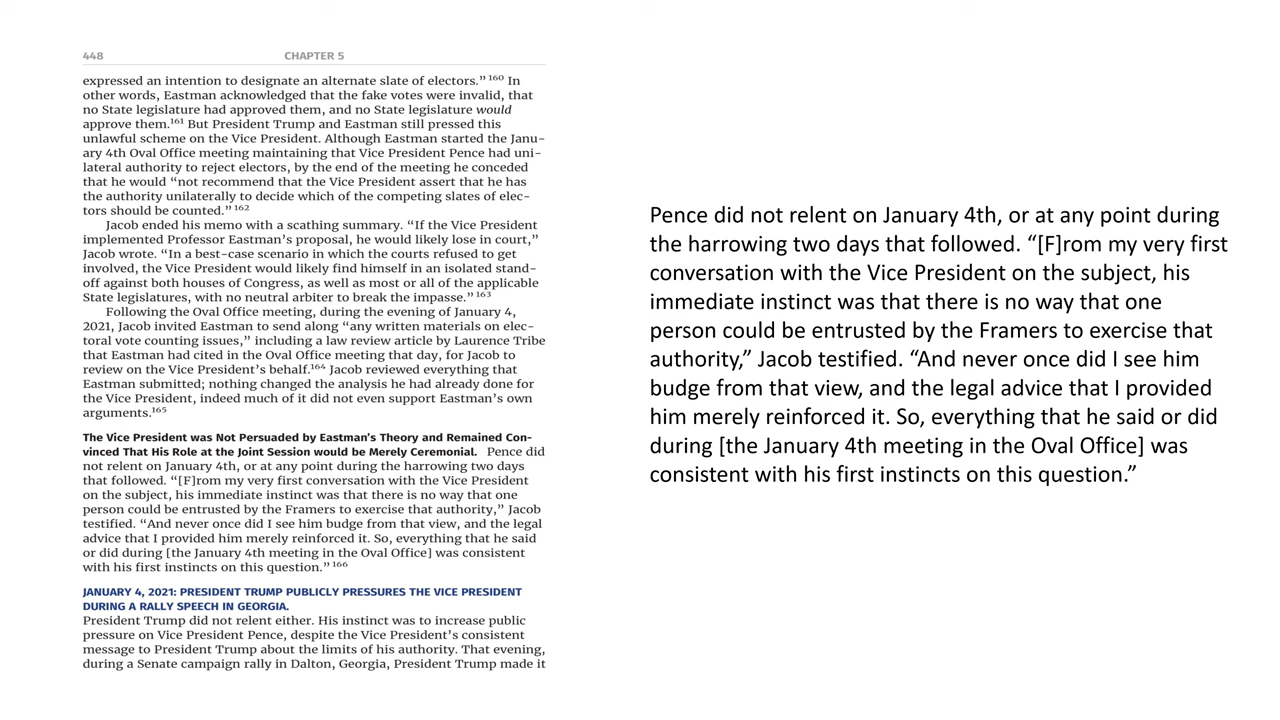 448 CHAPTER 5
expressed an intention to designate an alternate slate of electors.” 160 In
other words, Eastman acknowledged that the fake votes were invalid, that
no State legislature had approved them, and no State legislature would
approve them.161 But President Trump and Eastman still pressed this
unlawful scheme on the Vice President. Although Eastman started the Janu-
ary 4th Oval Office meeting maintaining that Vice President Pence had uni-
lateral authority to reject electors, by the end of the meeting he conceded
that he would “not recommend that the Vice President assert that he has
the authority unilaterally to decide which of the competing slates of elec-
tors should be counted.” 162
Jacob ended his memo with a scathing summary. “If the Vice President
implemented Professor Eastman’s proposal, he would likely lose in court,”
Jacob wrote. “In a best-case scenario in which the courts refused to get
involved, the Vice President would likely find himself in an isolated stand-
off against both houses of Congress, as well as most or all of the applicable
State legislatures, with no neutral arbiter to break the impasse.” 163
Following the Oval Office meeting, during the evening of January 4,
2021, Jacob invited Eastman to send along “any written materials on elec-
toral vote counting issues,” including a law review article by Laurence Tribe
that Eastman had cited in the Oval Office meeting that day, for Jacob to
review on the Vice President’s behalf.164 Jacob reviewed everything that
Eastman submitted; nothing changed the analysis he had already done for
the Vice President, indeed much of it did not even support Eastman’s own
arguments.165
The Vice President was Not Persuaded by Eastman’s Theory and Remained Con-
vinced That His Role at the Joint Session would be Merely Ceremonial. Pence did
not relent on January 4th, or at any point during the harrowing two days
that followed. “[F]rom my very first conversation with the Vice President
on the subject, his immediate instinct was that there is no way that one
person could be entrusted by the Framers to exercise that authority,” Jacob
testified. “And never once did I see him budge from that view, and the legal
advice that I provided him merely reinforced it. So, everything that he said
or did during [the January 4th meeting in the Oval Office] was consistent
with his first instincts on this question.” 166
JANUARY 4, 2021: PRESIDENT TRUMP PUBLICLY PRESSURES THE VICE PRESIDENT
DURING A RALLY SPEECH IN GEORGIA.
President Trump did not relent either. His instinct was to increase public
pressure on Vice President Pence, despite the Vice President’s consistent
message to President Trump about the limits of his authority. That evening,
during a Senate campaign rally in Dalton, Georgia, President Trump made it
Pence did not relent on January 4th, or at any point during
the harrowing two days that followed. “[F]rom my very first
conversation with the Vice President on the subject, his
immediate instinct was that there is no way that one
person could be entrusted by the Framers to exercise that
authority,” Jacob testified. “And never once did I see him
budge from that view, and the legal advice that I provided
him merely reinforced it. So, everything that he said or did
during [the January 4th meeting in the Oval Office] was
consistent with his first instincts on this question.”